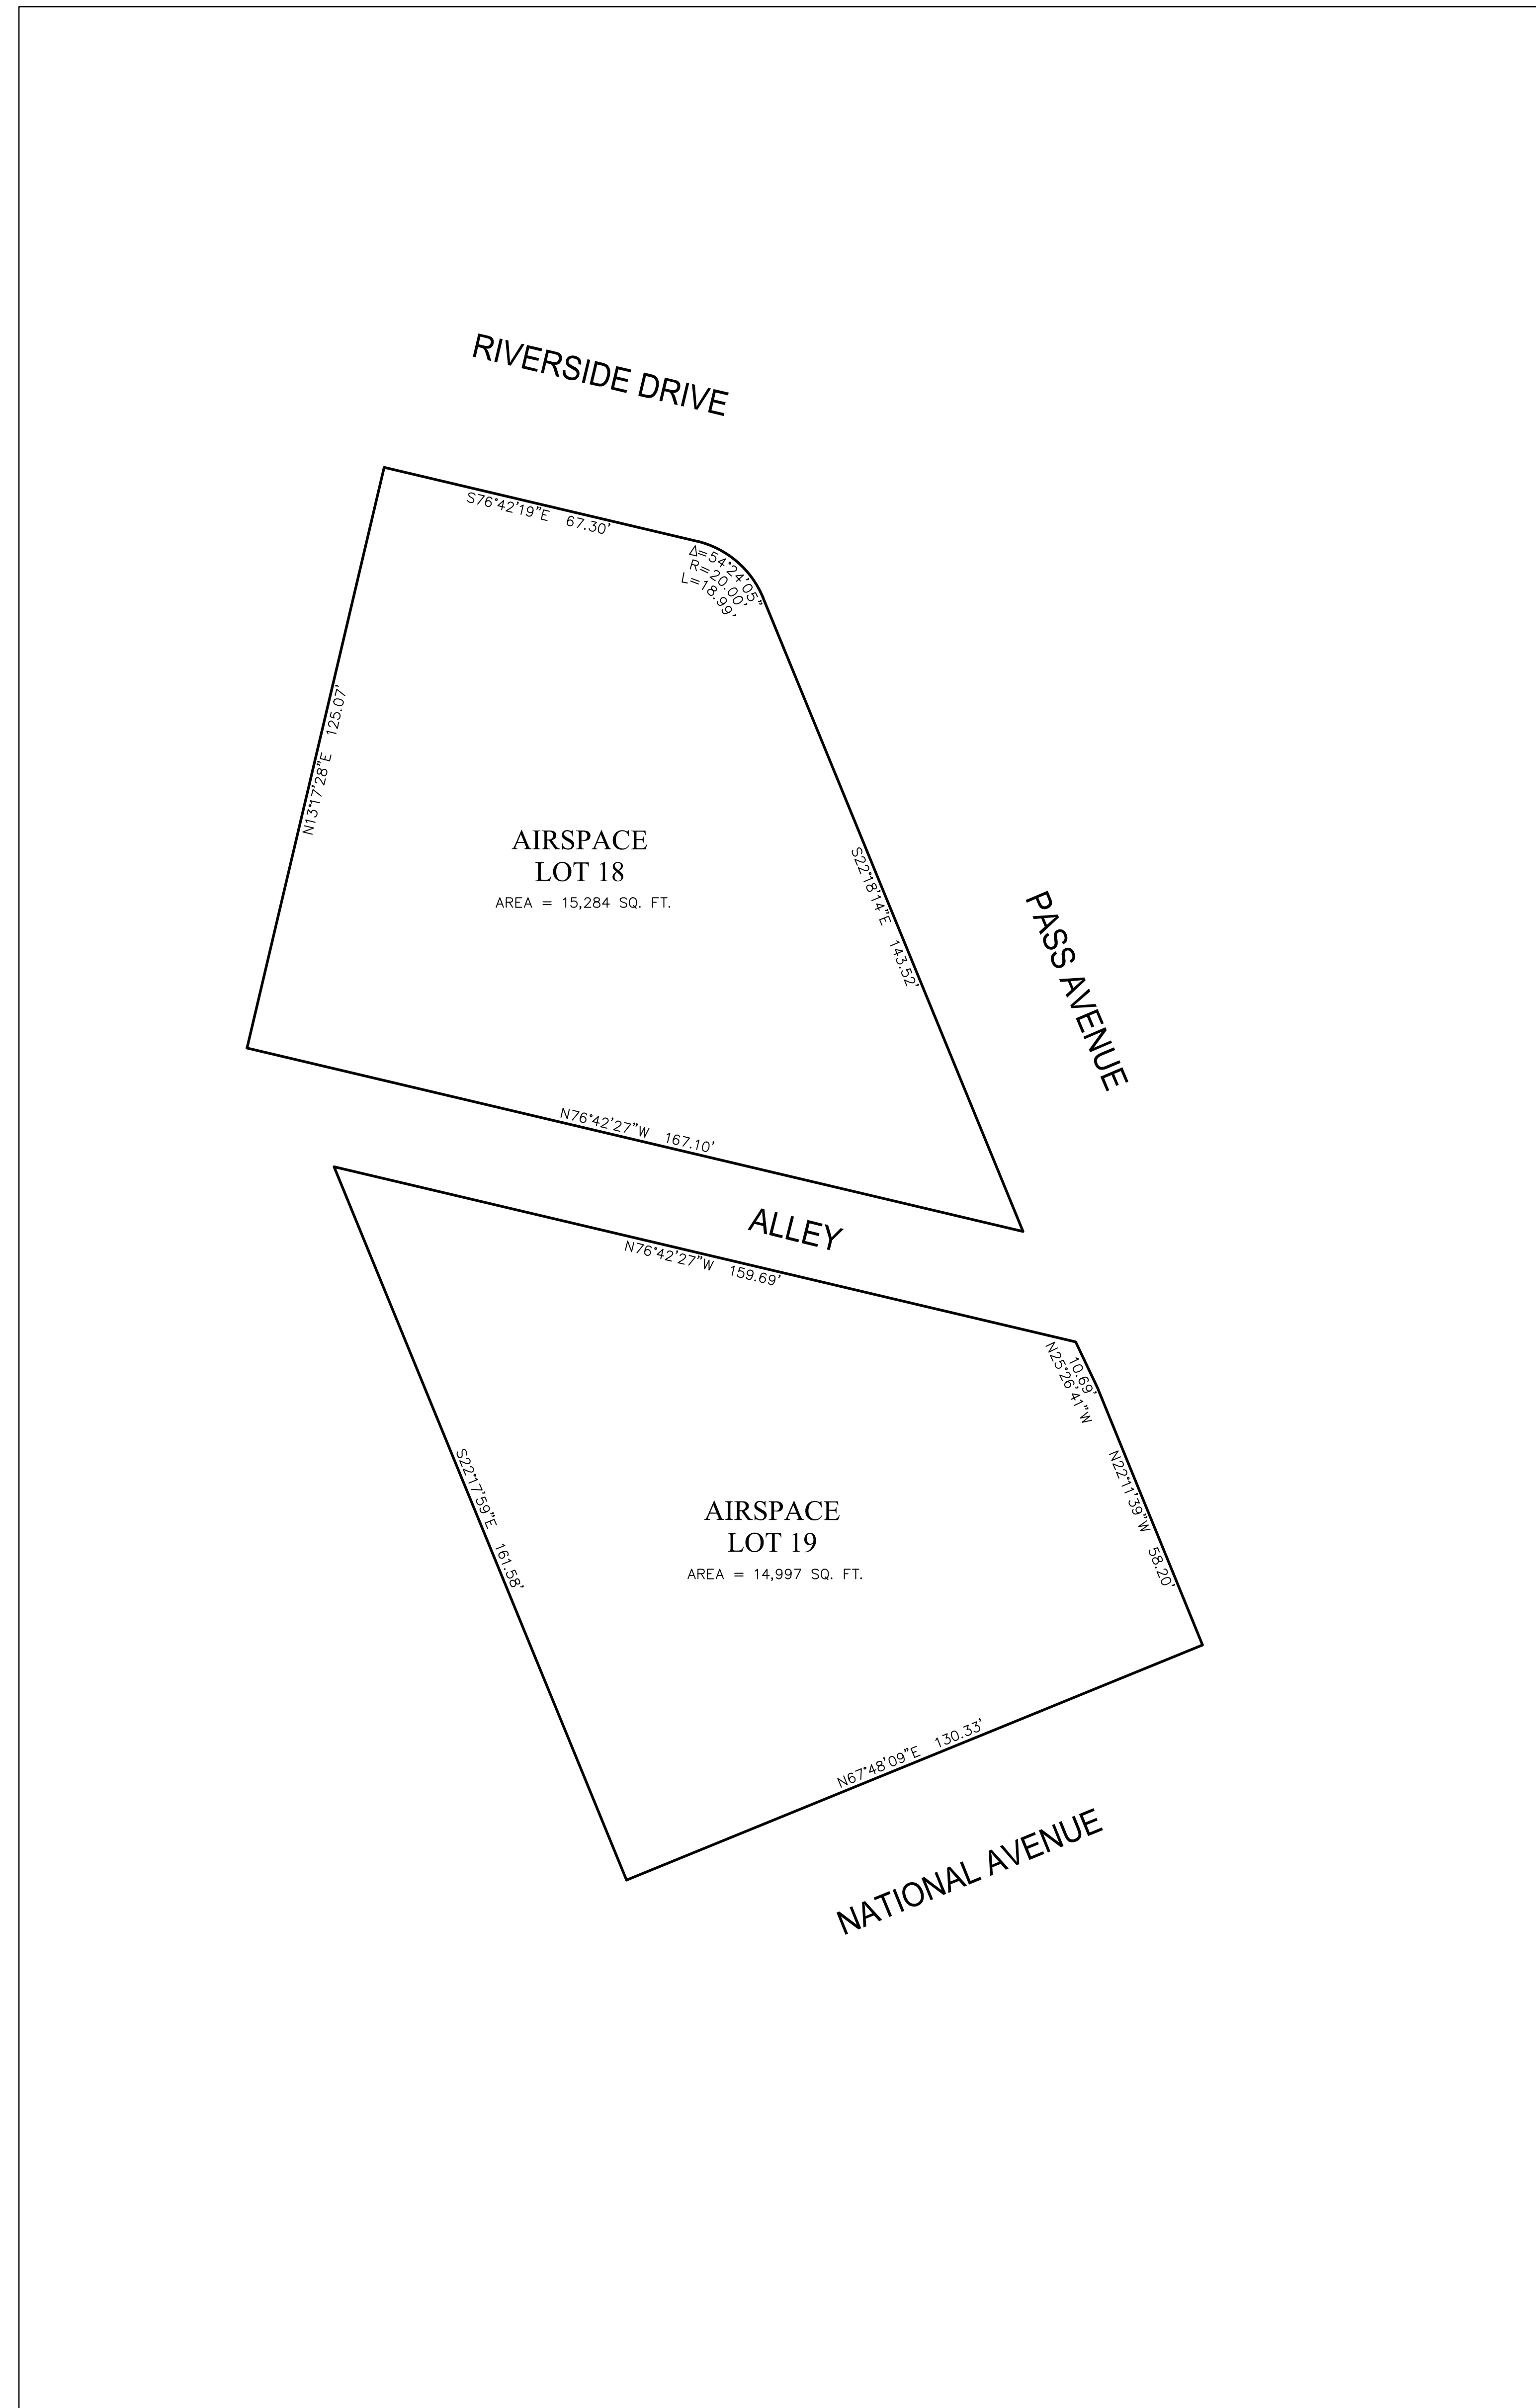 RIVERSIDE DRIVE
S76°42'19"E 67.30'
Δ=54°24'05"
R=20.00'
L=18.99'
N13°17'28"E 125.07'
AIRSPACE
LOT 18
AREA = 15,284 SQ. FT.
S22°18'14"E 143.52'
PASS AVENUE
N76°42'27"W 167.10'
ALLEY
N76°42'27"W 159.69'
10.69'
N25°26'41"W
N22°11'39"W 58.20'
S22°17'59"E 161.58'
AIRSPACE
LOT 19
AREA = 14,997 SQ. FT.
N67°48'09"E 130.33'
NATIONAL AVENUE